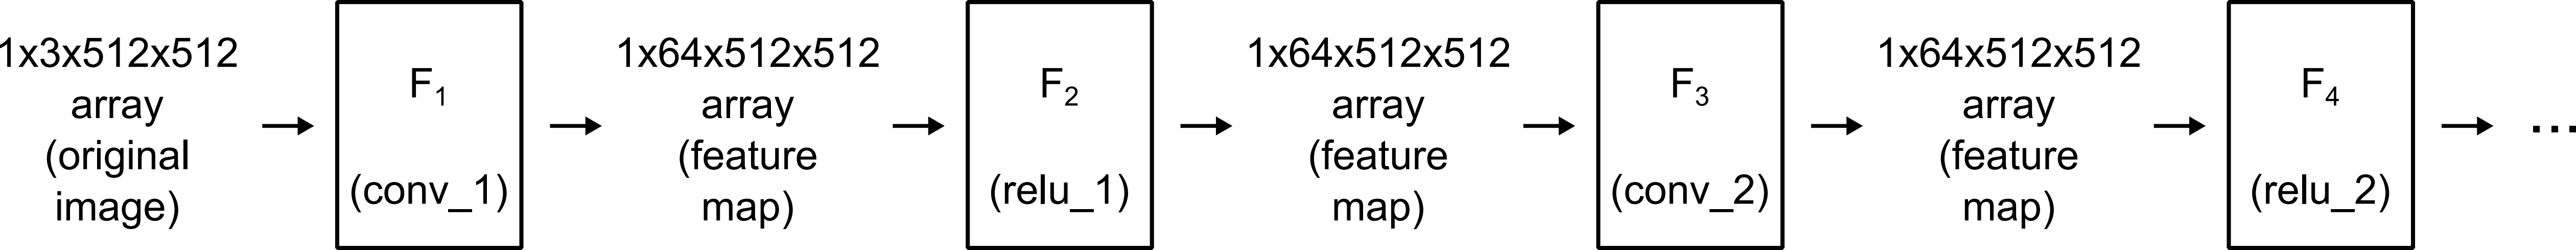 1x3x512x512
array
(original
image)
F1
(conv_1)
1x64x512x512
array
(feature
map)
F2
(relu_1)
1x64x512x512
array
(feature
map)
F3
(conv_2)
1x64x512x512
array
(feature
map)
F4
(relu_2)
...